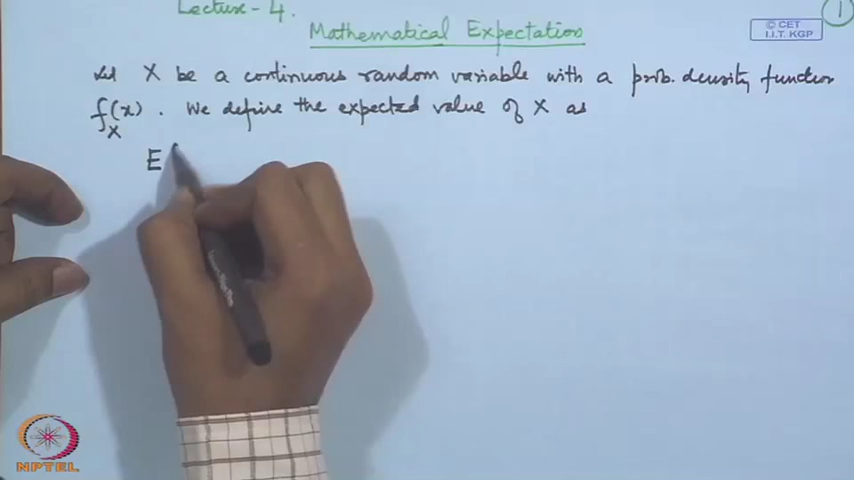 Lecture-4.
1
Mathematical Expectation
© CET
I.I.T. KGP
Let X be a continuous random variable with a prob. density function
f_X(x). We define the expected value of X as
E
NPTEL